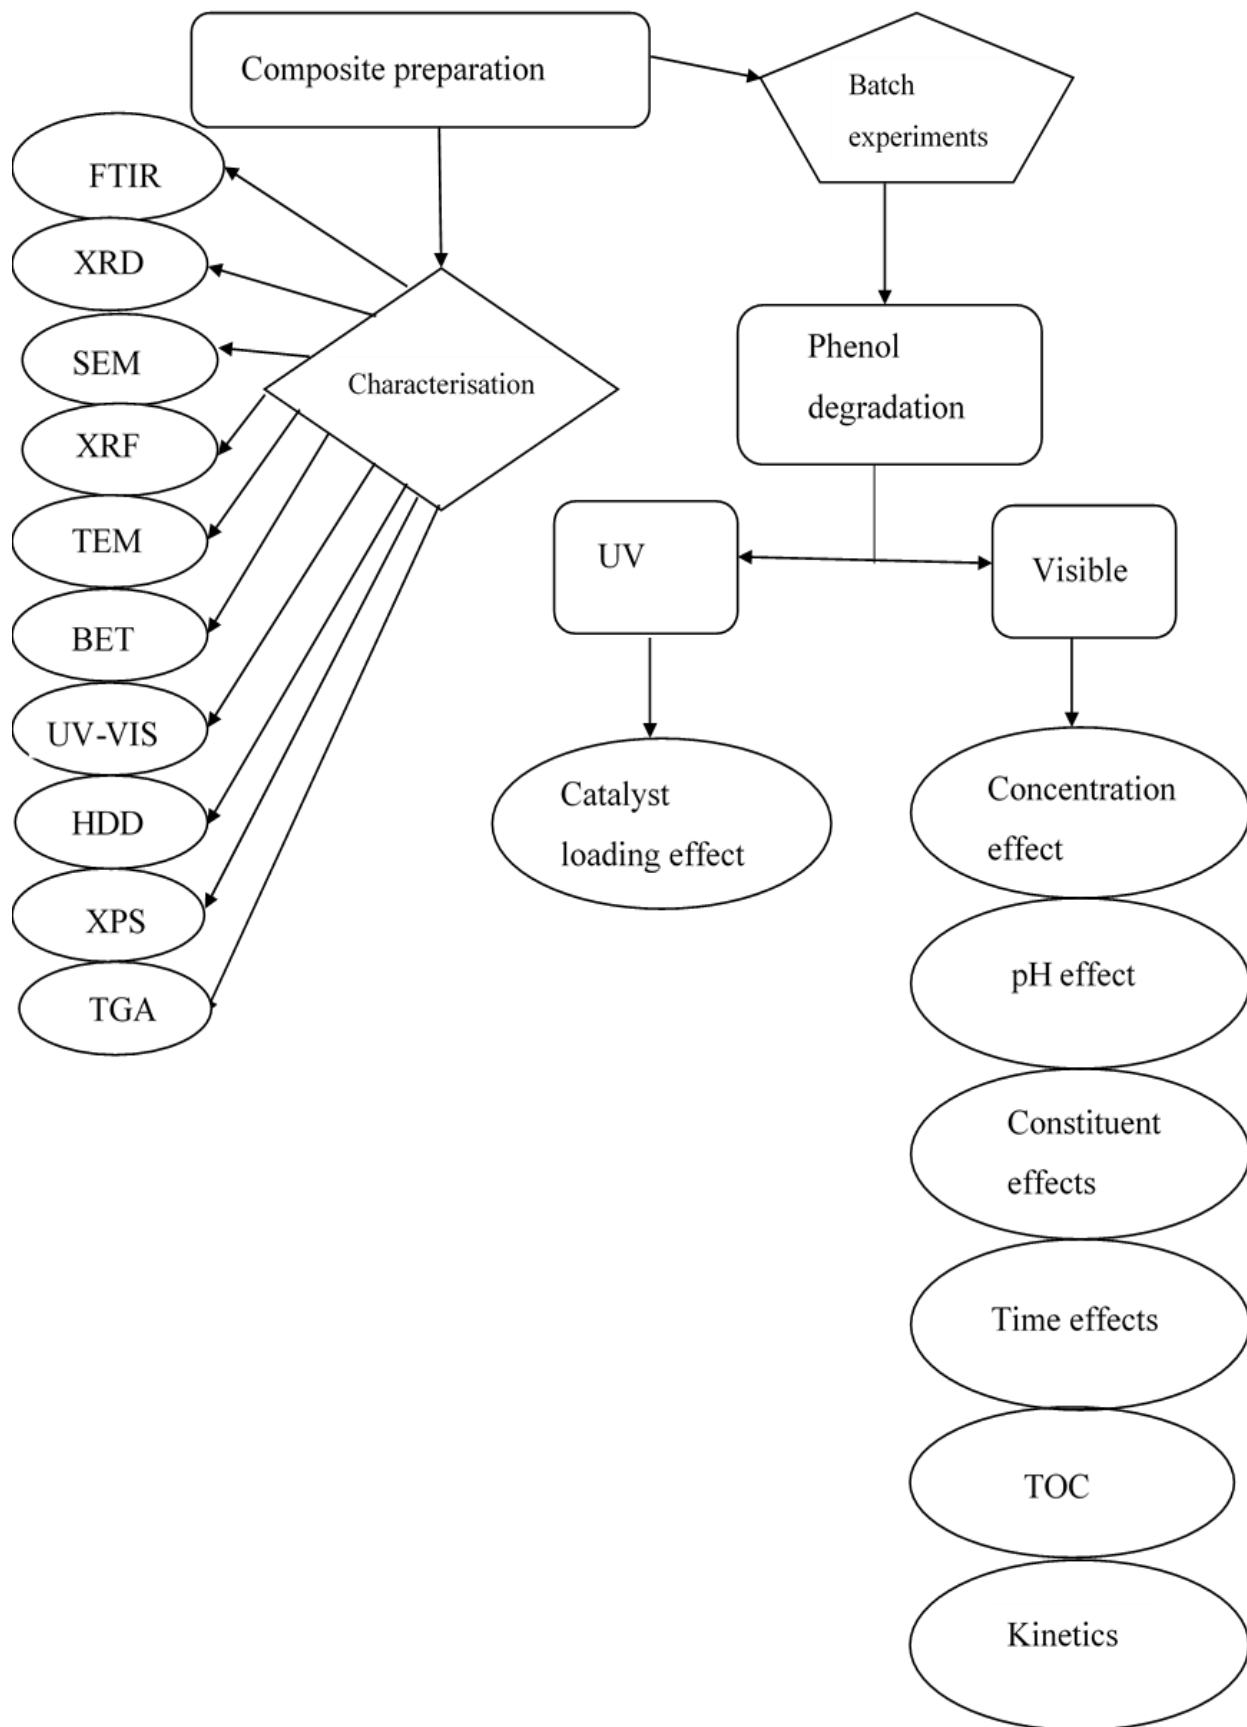 Composite preparation
Batch
experiments
FTIR
XRD
SEM
XRF
TEM
BET
UV-VIS
HDD
XPS
TGA
Characterisation
Phenol
degradation
UV
Visible
Catalyst
loading effect
Concentration
effect
pH effect
Constituent
effects
Time effects
TOC
Kinetics